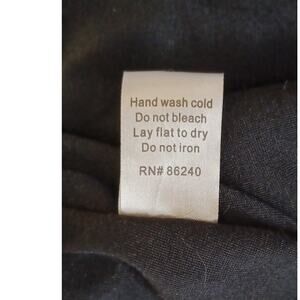 Hand wash cold
Do not bleach
Lay flat to dry
Do not iron
RN# 86240